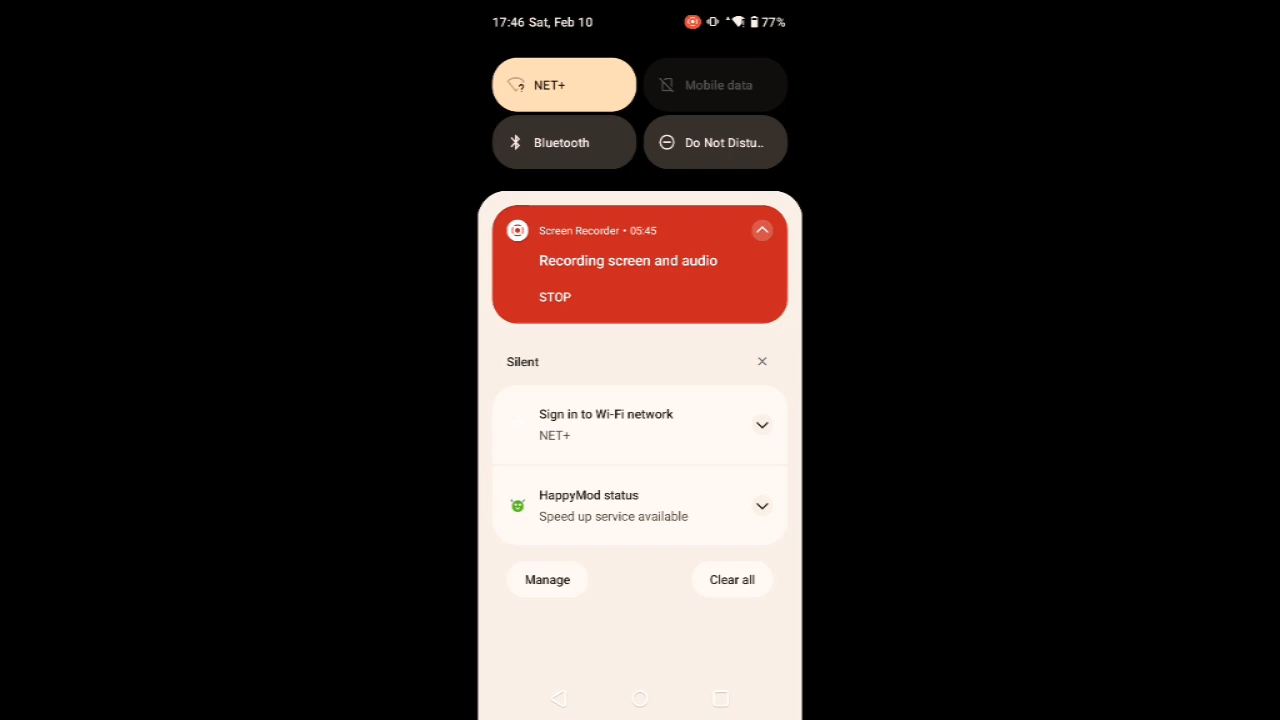 17:46 Sat, Feb 10
77%
NET+
Mobile data
Bluetooth
Do Not Distu..
Screen Recorder • 05:45
Recording screen and audio
STOP
Silent
Sign in to Wi-Fi network
NET+
HappyMod status
Speed up service available
Manage
Clear all